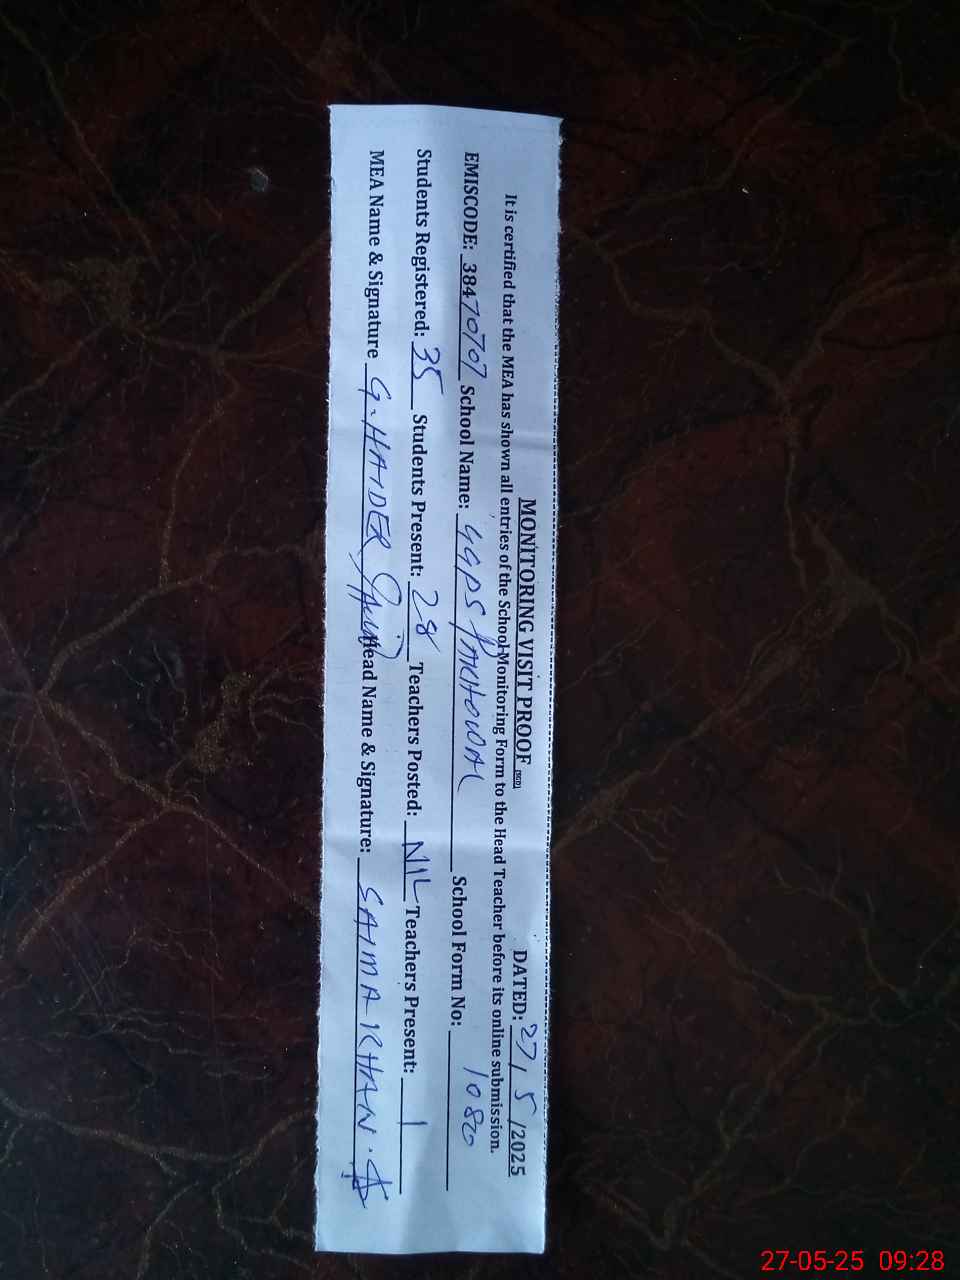 MONITORING VISIT PROOF DATED: 27/5/2025
It is certified that the MEA has shown all entries of the School Monitoring Form to the Head Teacher before its online submission.
EMISCODE: 38470707 School Name: GGPS PAKHOWAL School Form No: 1080
Students Registered: 35 Students Present: 28 Teachers Posted: NIL Teachers Present: 1
MEA Name & Signature G. HAIDER Head Name & Signature: SAIMA KHAN.
27-05-25 09:28